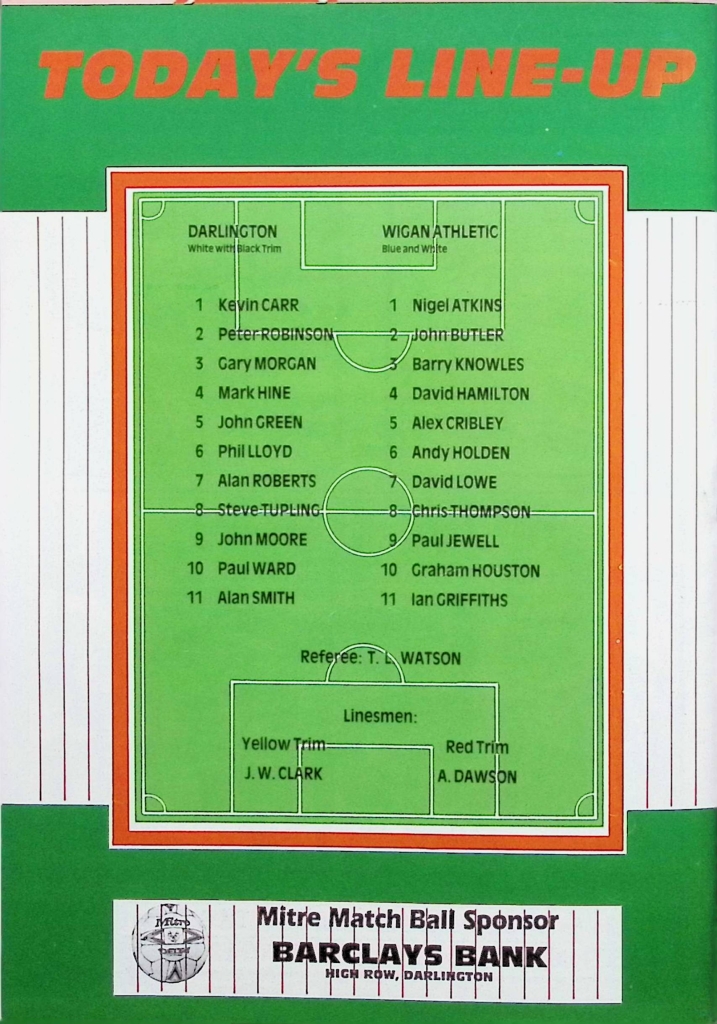 TODAY'S LINE-UP
DARLINGTON
White with Black Trim
1 Kevin CARR
2 Peter ROBINSON
3 Gary MORGAN
4 Mark HINE
5 John GREEN
6 Phil LLOYD
7 Alan ROBERTS
8 Steve TUPLING
9 John MOORE
10 Paul WARD
11 Alan SMITH
WIGAN ATHLETIC
Blue and White
1 Nigel ATKINS
2 John BUTLER
3 Barry KNOWLES
4 David HAMILTON
5 Alex CRIBLEY
6 Andy HOLDEN
7 David LOWE
8 Chris THOMPSON
9 Paul JEWELL
10 Graham HOUSTON
11 Ian GRIFFITHS
Referee: T. L. WATSON
Linesmen:
Yellow Trim
J. W. CLARK
Red Trim
A. DAWSON
Mitre
Mitre Match Ball Sponsor
BARCLAYS BANK
HIGH ROW, DARLINGTON